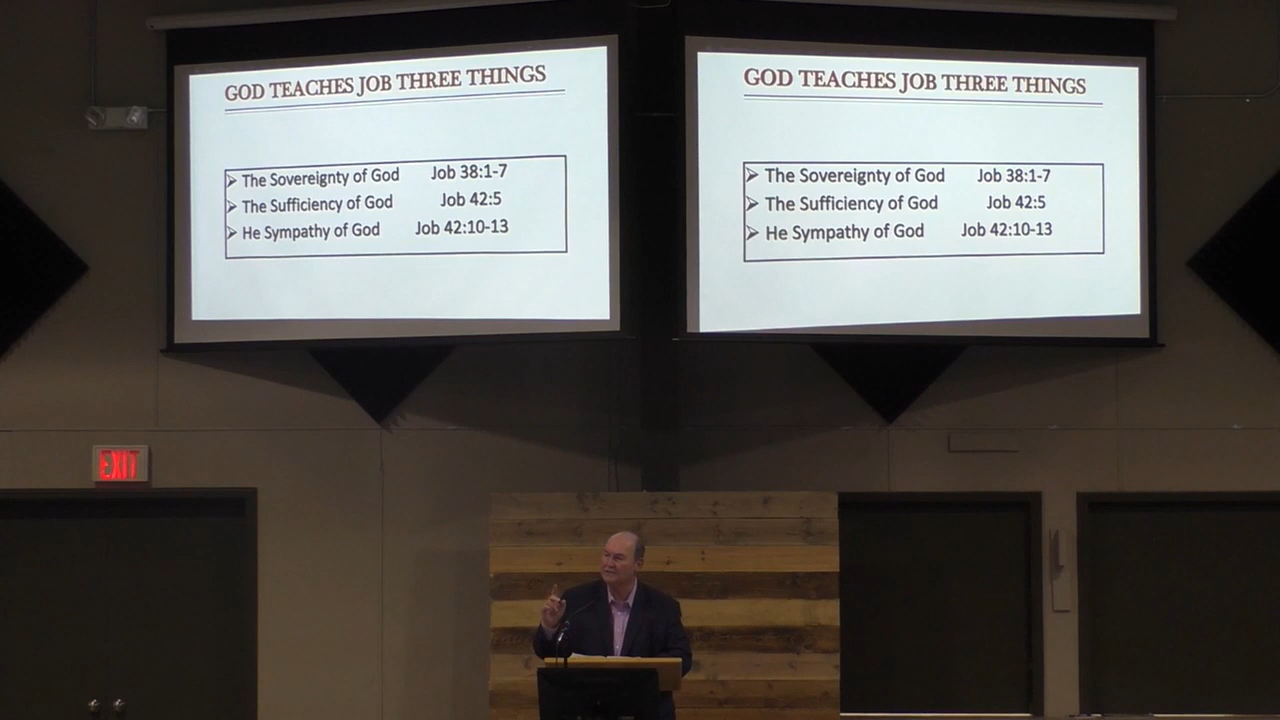 GOD TEACHES JOB THREE THINGS
The Sovereignty of God Job 38:1-7
The Sufficiency of God Job 42:5
He Sympathy of God Job 42:10-13
GOD TEACHES JOB THREE THINGS
The Sovereignty of God Job 38:1-7
The Sufficiency of God Job 42:5
He Sympathy of God Job 42:10-13
EXIT